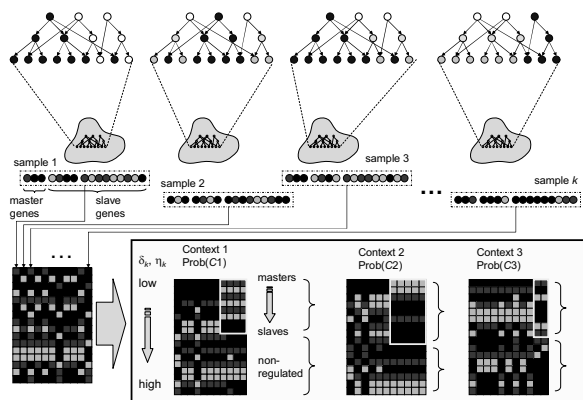 sample 1
sample 3
master
genes
slave
genes
sample 2
...
sample k
...
δk, ηk
Context 1
Prob(C1)
Context 2
Prob(C2)
Context 3
Prob(C3)
low
masters
slaves
non-
regulated
high